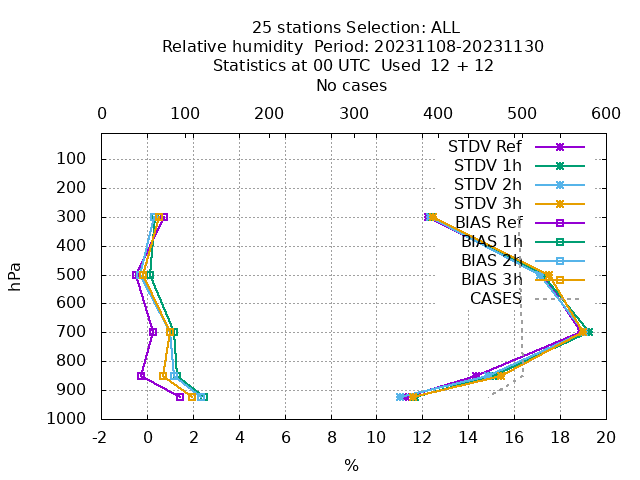 25 stations Selection: ALL
Relative humidity  Period: 20231108-20231130
Statistics at 00 UTC  Used  12 + 12
No cases
0 100 200 300 400 500 600
STDV Ref
STDV 1h
STDV 2h
STDV 3h
BIAS Ref
BIAS 1h
BIAS 2h
BIAS 3h
CASES
hPa
100
200
300
400
500
600
700
800
900
1000
-2 0 2 4 6 8 10 12 14 16 18 20
%